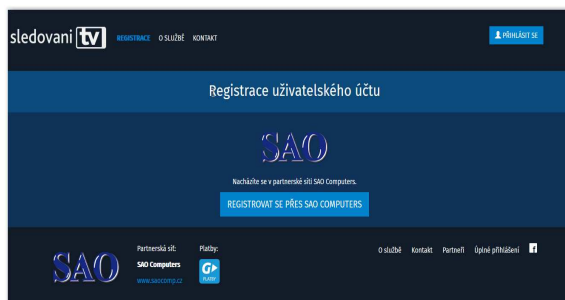 sledovani tv
REGISTRACE O SLUŽBĚ KONTAKT
PŘIHLÁSIT SE
Registrace uživatelského účtu
SAO
Nacházíte se v partnerské síti SAO Computers.
REGISTROVAT SE PŘES SAO COMPUTERS
SAO
Partnerská síť:
SAO Computers
www.saocomp.cz
Platby:
G
PLATBY
O službě Kontakt Partneři Úplné přihlášení f